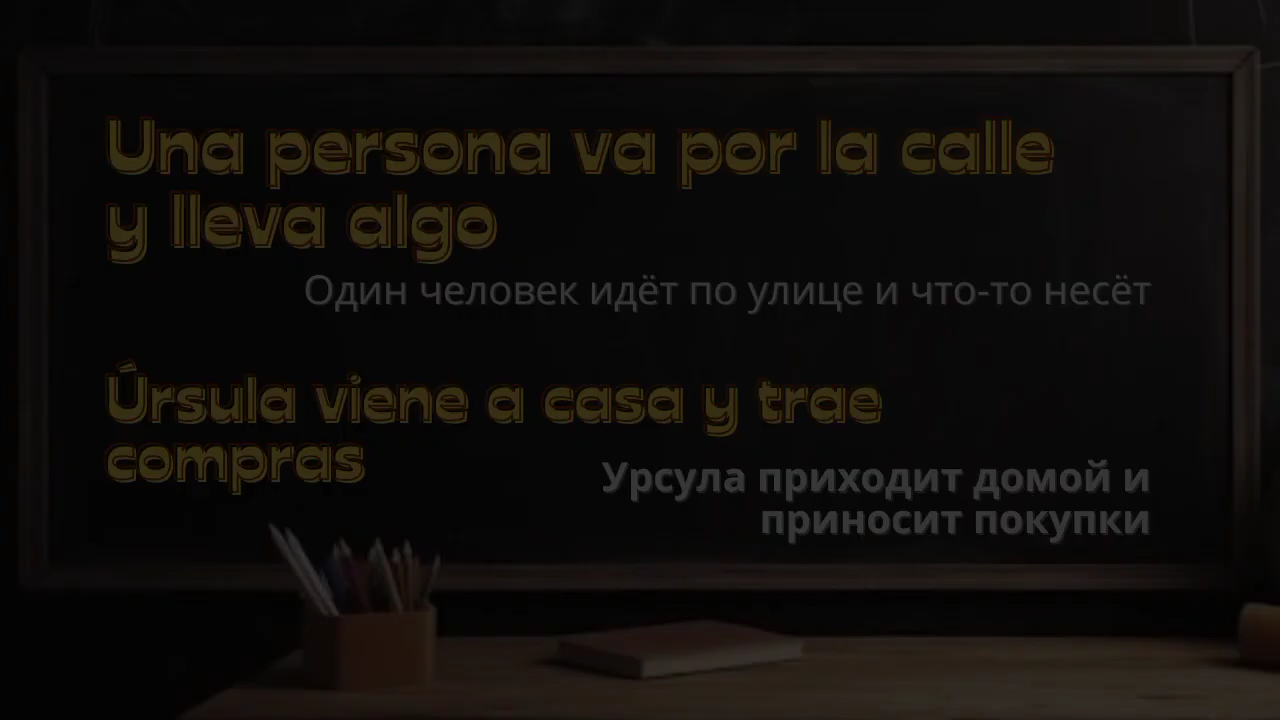 Una persona va por la calle
y lleva algo
Один человек идёт по улице и что-то несёт
Úrsula viene a casa y trae
compras
Урсула приходит домой и
приносит покупки